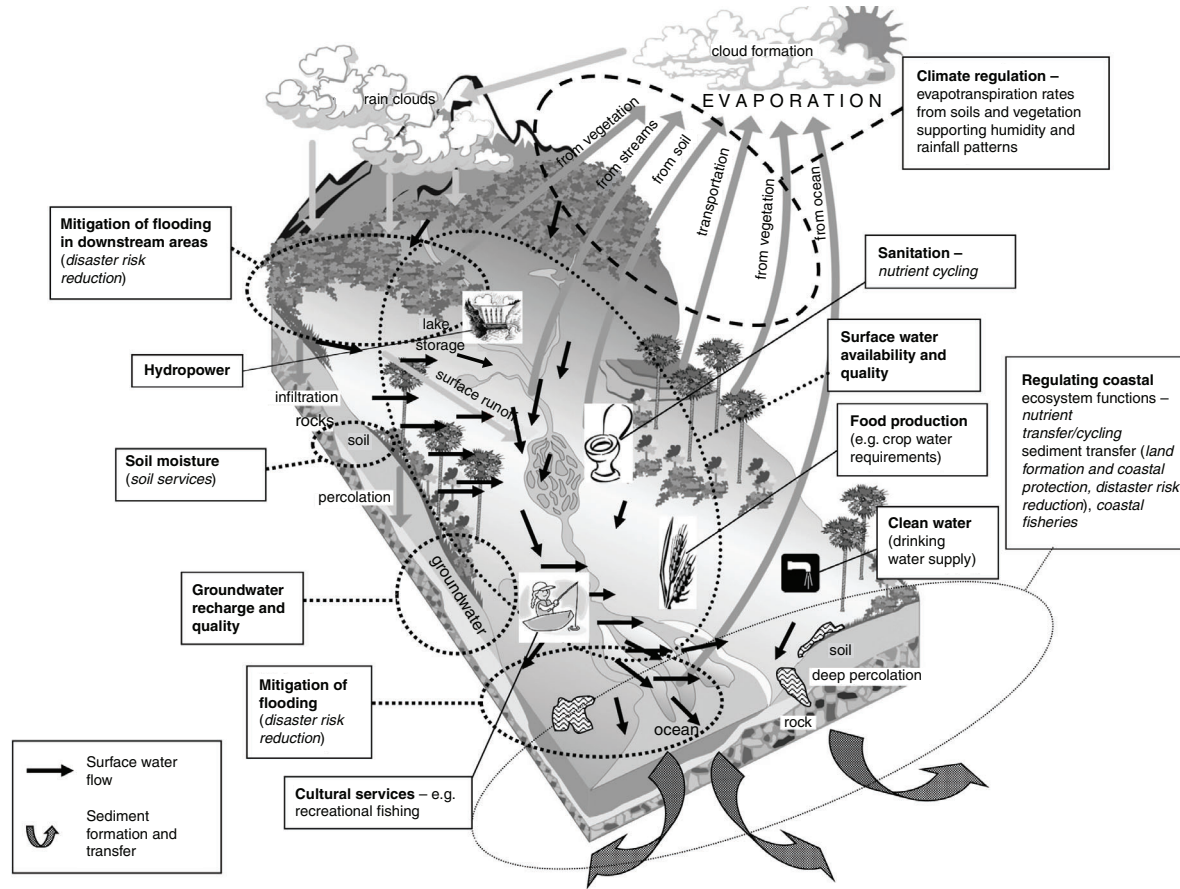 cloud formation
rain clouds
EVAPORATION
from vegetation
from streams
from soil
transportation
from vegetation
from ocean
Climate regulation –
evapotranspiration rates
from soils and vegetation
supporting humidity and
rainfall patterns
Mitigation of flooding
in downstream areas
(disaster risk
reduction)
Sanitation –
nutrient cycling
lake
storage
Hydropower
surface runoff
Surface water
availability and
quality
Regulating coastal
ecosystem functions –
nutrient
transfer/cycling
sediment transfer (land
formation and coastal
protection, distaster risk
reduction), coastal
fisheries
infiltration
rocks
soil
Food production
(e.g. crop water
requirements)
Soil moisture
(soil services)
percolation
Clean water
(drinking
water supply)
groundwater
Groundwater
recharge and
quality
soil
deep percolation
rock
Mitigation of
flooding
(disaster risk
reduction)
ocean
Cultural services – e.g.
recreational fishing
Surface water
flow
Sediment
formation and
transfer